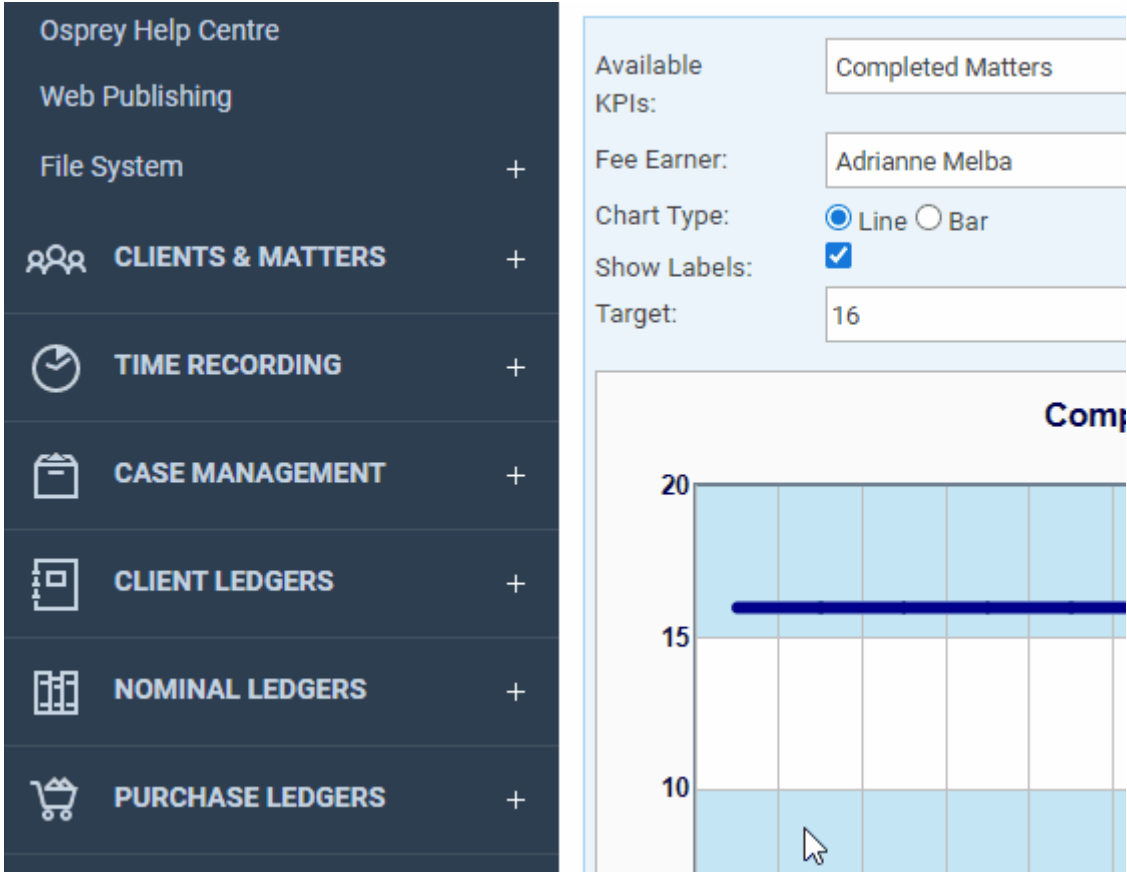 Osprey Help Centre
Web Publishing
File System +
CLIENTS & MATTERS +
TIME RECORDING +
CASE MANAGEMENT +
CLIENT LEDGERS +
NOMINAL LEDGERS +
PURCHASE LEDGERS +
Available KPIs: Completed Matters
Fee Earner: Adrianne Melba
Chart Type: Line Bar
Show Labels:
Target: 16
Comp
20
15
10